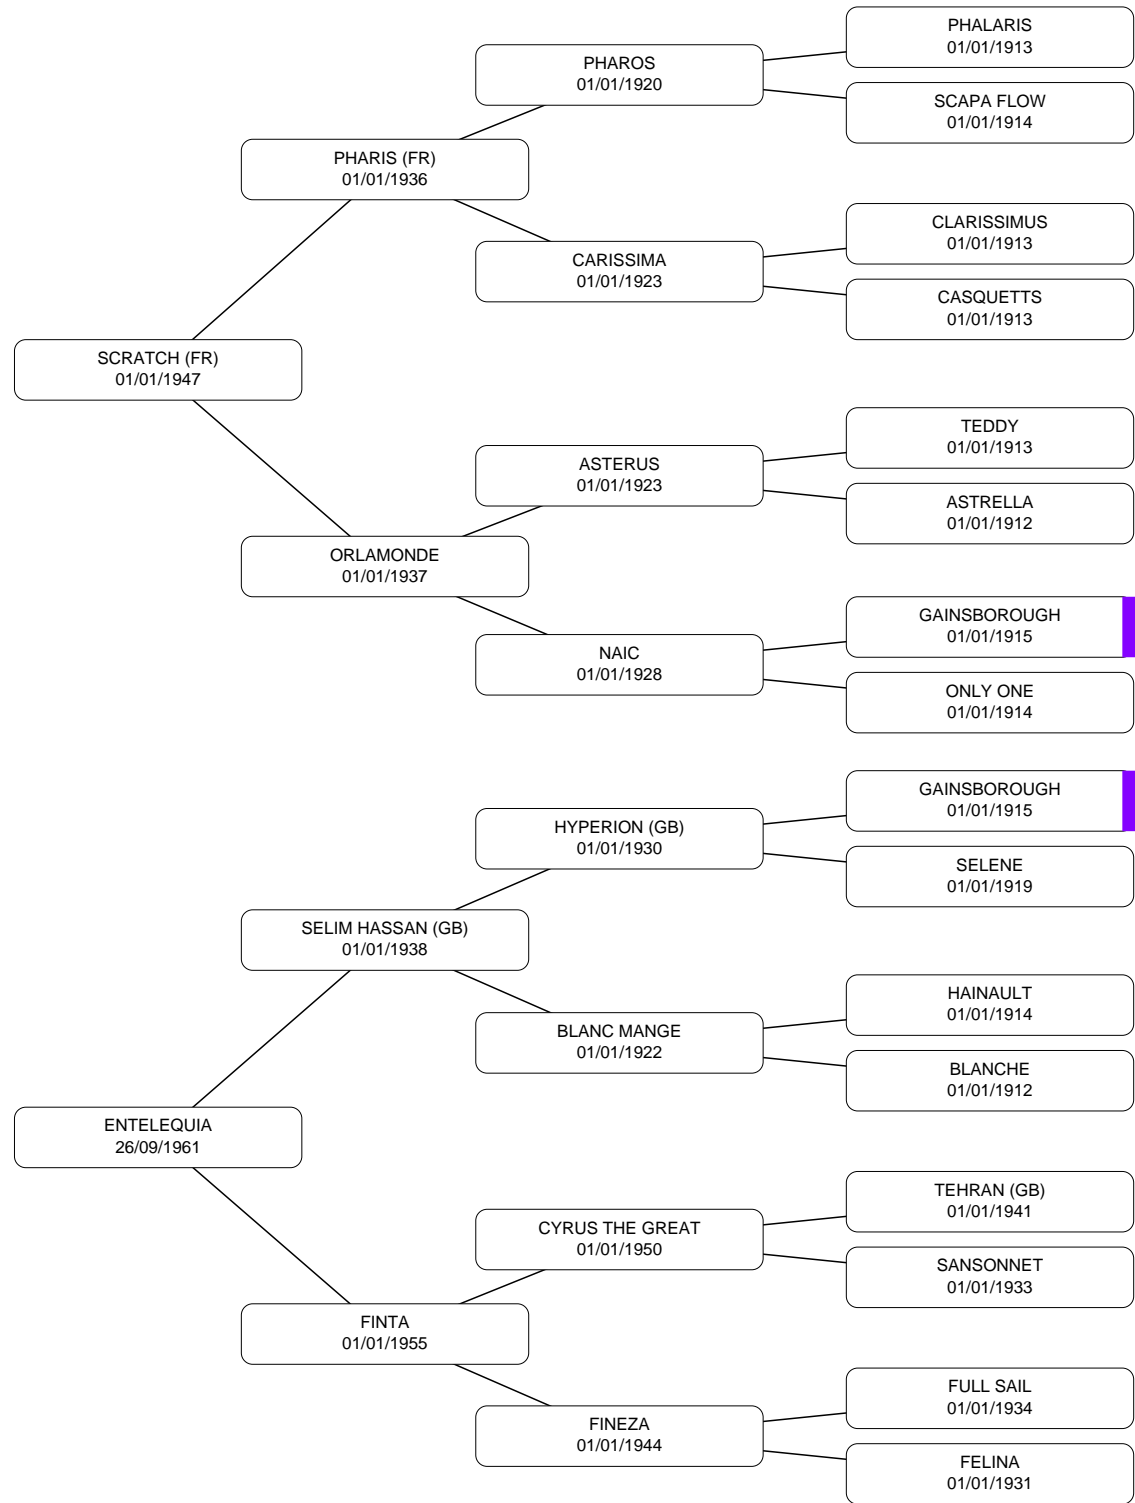 PHALARIS
01/01/1913
PHAROS
01/01/1920
SCAPA FLOW
01/01/1914
PHARIS (FR)
01/01/1936
CLARISSIMUS
01/01/1913
CARISSIMA
01/01/1923
CASQUETTS
01/01/1913
SCRATCH (FR)
01/01/1947
TEDDY
01/01/1913
ASTERUS
01/01/1923
ASTRELLA
01/01/1912
ORLAMONDE
01/01/1937
GAINSBOROUGH
01/01/1915
NAIC
01/01/1928
ONLY ONE
01/01/1914
GAINSBOROUGH
01/01/1915
HYPERION (GB)
01/01/1930
SELENE
01/01/1919
SELIM HASSAN (GB)
01/01/1938
HAINAULT
01/01/1914
BLANC MANGE
01/01/1922
BLANCHE
01/01/1912
ENTELEQUIA
26/09/1961
TEHRAN (GB)
01/01/1941
CYRUS THE GREAT
01/01/1950
SANSONNET
01/01/1933
FINTA
01/01/1955
FULL SAIL
01/01/1934
FINEZA
01/01/1944
FELINA
01/01/1931